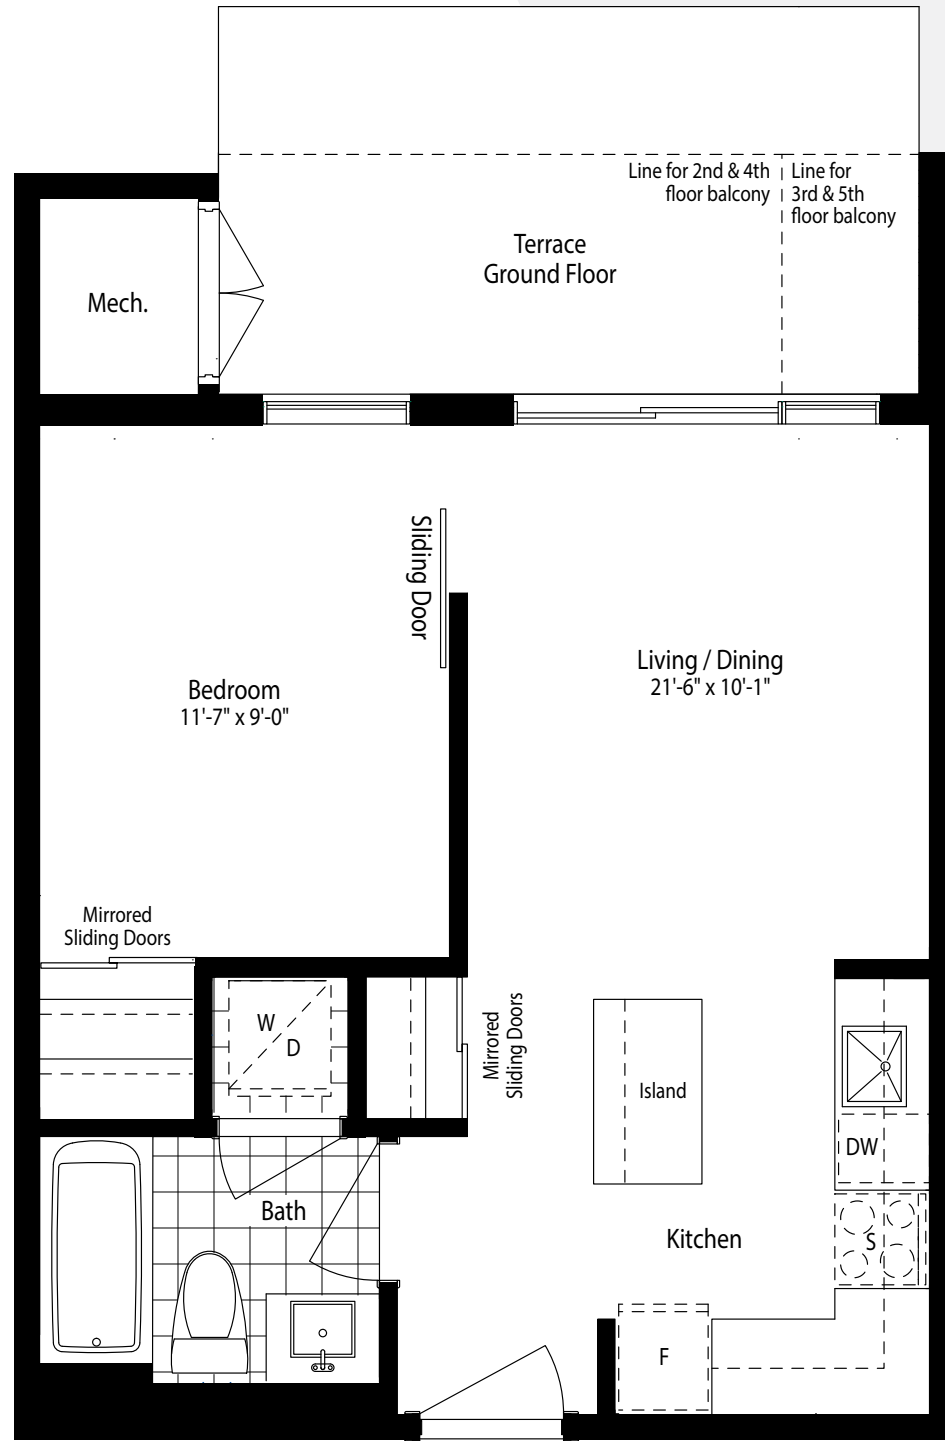 Line for 2nd & 4th
floor balcony
Line for
3rd & 5th
floor balcony
Terrace
Ground Floor
Mech.
Sliding Door
Living / Dining
21'-6" x 10'-1"
Bedroom
11'-7" x 9'-0"
Mirrored
Sliding Doors
W
D
Mirrored
Sliding Doors
Island
DW
Bath
Kitchen
S
F